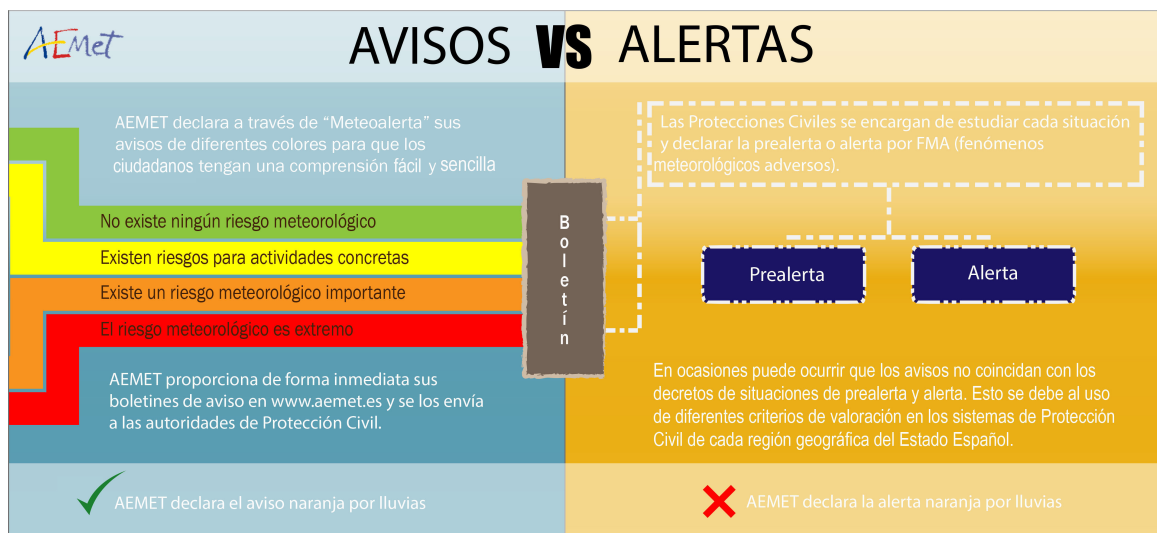 AEMet
AVISOS VS ALERTAS
AEMET declara a través de “Meteoalerta” sus
avisos de diferentes colores para que los
ciudadanos tengan una comprensión fácil y sencilla
No existe ningún riesgo meteorológico
Existen riesgos para actividades concretas
Existe un riesgo meteorológico importante
El riesgo meteorológico es extremo
AEMET proporciona de forma inmediata sus
boletines de aviso en www.aemet.es y se los envía
a las autoridades de Protección Civil.
Boletín
Las Protecciones Civiles se encargan de estudiar cada situación
y declarar la prealerta o alerta por FMA (fenómenos
meteorológicos adversos).
Prealerta
Alerta
En ocasiones puede ocurrir que los avisos no coincidan con los
decretos de situaciones de prealerta y alerta. Esto se debe al uso
de diferentes criterios de valoración en los sistemas de Protección
Civil de cada región geográfica del Estado Español.
AEMET declara el aviso naranja por lluvias
AEMET declara la alerta naranja por lluvias